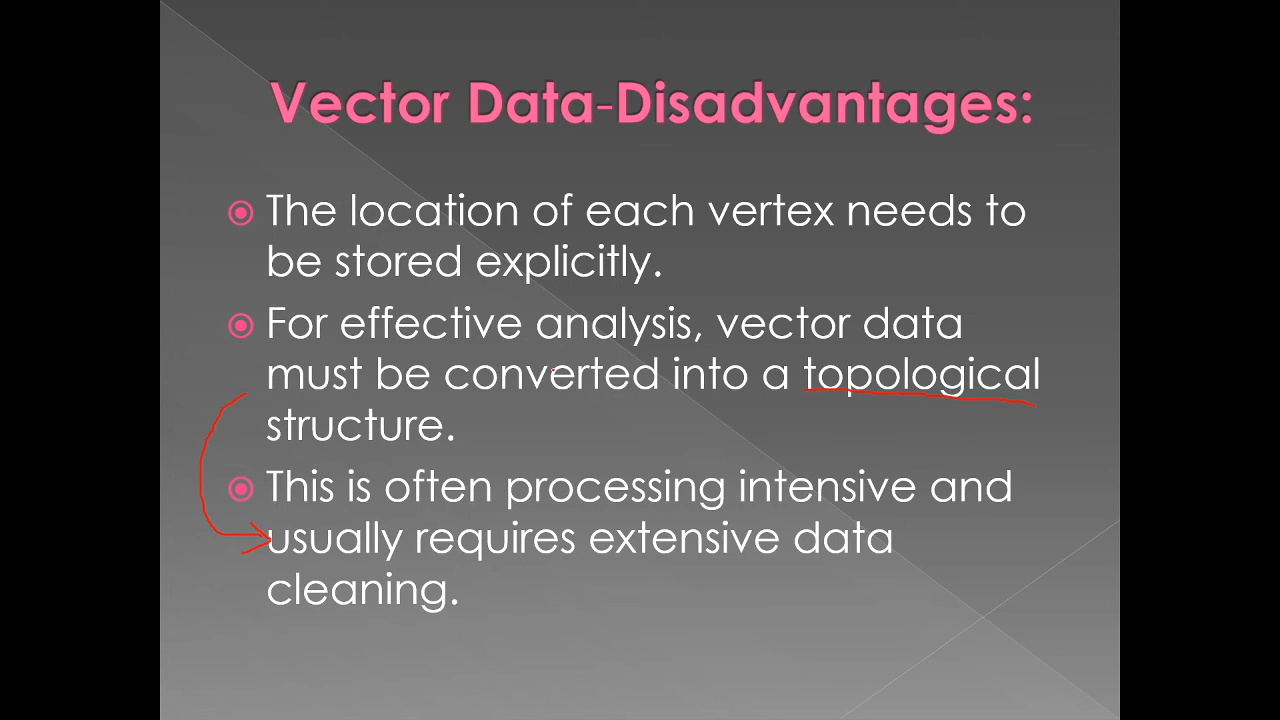 Vector Data-Disadvantages:
The location of each vertex needs to
be stored explicitly.
For effective analysis, vector data
must be converted into a topological
structure.
This is often processing intensive and
usually requires extensive data
cleaning.